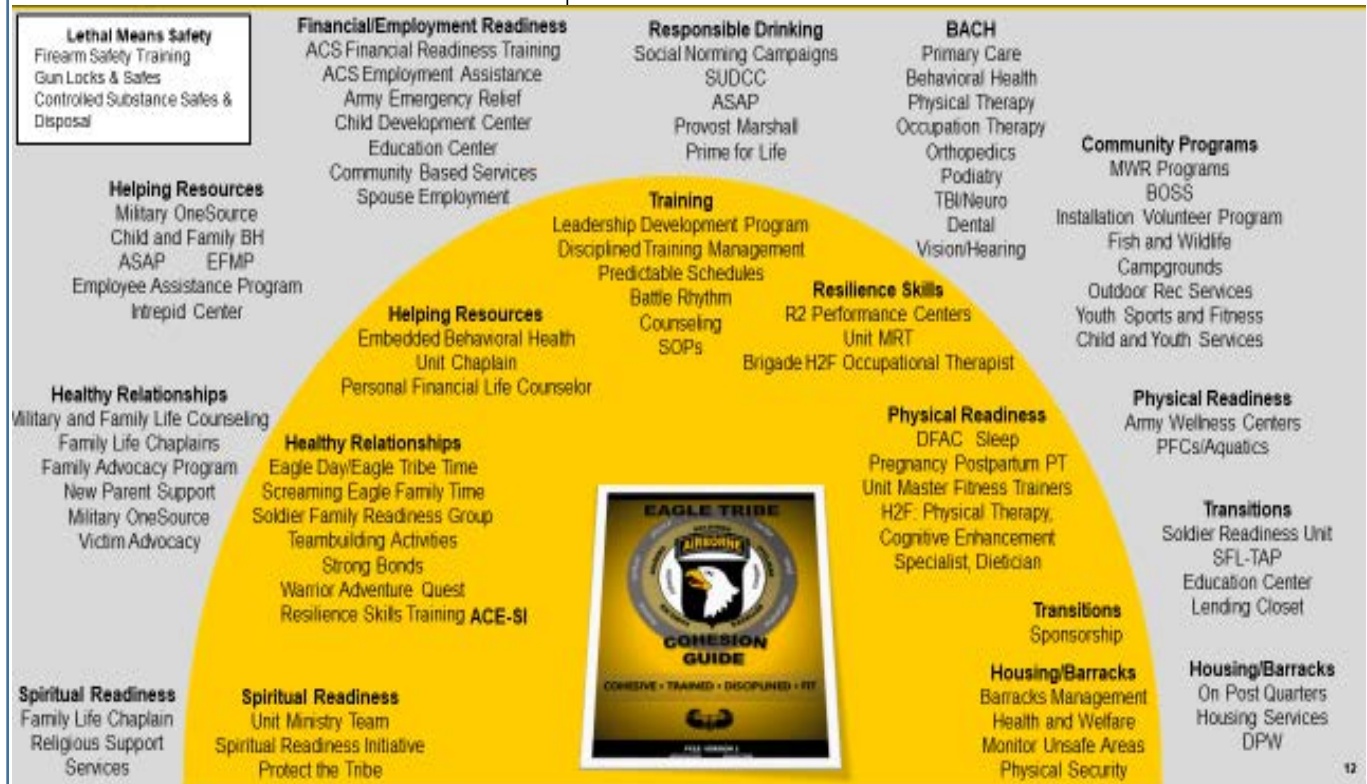 Lethal Means Safety
Firearm Safety Training
Gun Locks & Safes
Controlled Substance Safes &
Disposal
Financial/Employment Readiness
ACS Financial Readiness Training
ACS Employment Assistance
Army Emergency Relief
Child Development Center
Education Center
Community Based Services
Spouse Employment
Responsible Drinking
Social Norming Campaigns
SUDCC
ASAP
Provost Marshall
Prime for Life
BACH
Primary Care
Behavioral Health
Physical Therapy
Occupation Therapy
Orthopedics
Podiatry
TBI/Neuro
Dental
Vision/Hearing
Community Programs
MWR Programs
BOSS
Installation Volunteer Program
Fish and Wildlife
Campgrounds
Outdoor Rec Services
Youth Sports and Fitness
Child and Youth Services
Helping Resources
Military OneSource
Child and Family BH
ASAP EFMP
Employee Assistance Program
Intrepid Center
Training
Leadership Development Program
Disciplined Training Management
Predictable Schedules
Battle Rhythm
Counseling
SOPs
Resilience Skills
R2 Performance Centers
Unit MRT
Brigade H2F Occupational Therapist
Helping Resources
Embedded Behavioral Health
Unit Chaplain
Personal Financial Life Counselor
Healthy Relationships
Military and Family Life Counseling
Family Life Chaplains
Family Advocacy Program
New Parent Support
Military OneSource
Victim Advocacy
Healthy Relationships
Eagle Day/Eagle Tribe Time
Screaming Eagle Family Time
Soldier Family Readiness Group
Teambuilding Activities
Strong Bonds
Warrior Adventure Quest
Resilience Skills Training ACE-SI
Physical Readiness
DFAC Sleep
Pregnancy Postpartum PT
Unit Master Fitness Trainers
H2F: Physical Therapy,
Cognitive Enhancement
Specialist, Dietician
Physical Readiness
Army Wellness Centers
PFCs/Aquatics
Transitions
Soldier Readiness Unit
SFL-TAP
Education Center
Lending Closet
Transitions
Sponsorship
EAGLE TRIBE
AIRBORNE
COHESION
GUIDE
COHESIVE • TRAINED • DISCIPLINED • FIT
Spiritual Readiness
Family Life Chaplain
Religious Support
Services
Spiritual Readiness
Unit Ministry Team
Spiritual Readiness Initiative
Protect the Tribe
Housing/Barracks
Barracks Management
Health and Welfare
Monitor Unsafe Areas
Physical Security
Housing/Barracks
On Post Quarters
Housing Services
DPW
12